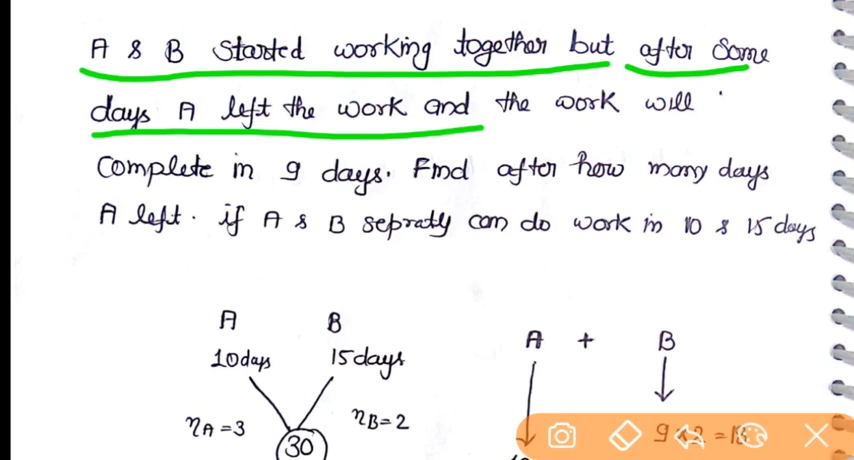 A & B Started working together but after Some
days A left the work and the work will
Complete in 9 days. Find after how many days
A left. if A & B sepratly can do work in 10 & 15 days
A B
10days 15days
ηA=3 ηB=2
30
A + B